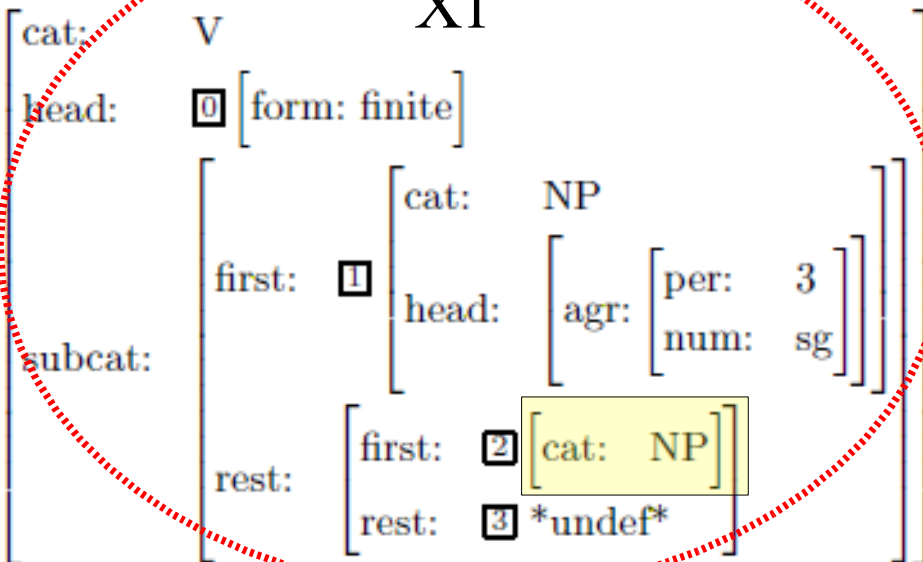 X1
cat: V
head: 0 [form: finite]
cat: NP
first: 1
per: 3
head: agr:
num: sg
subcat:
first: 2 [cat: NP]
rest:
rest: 3 *undef*